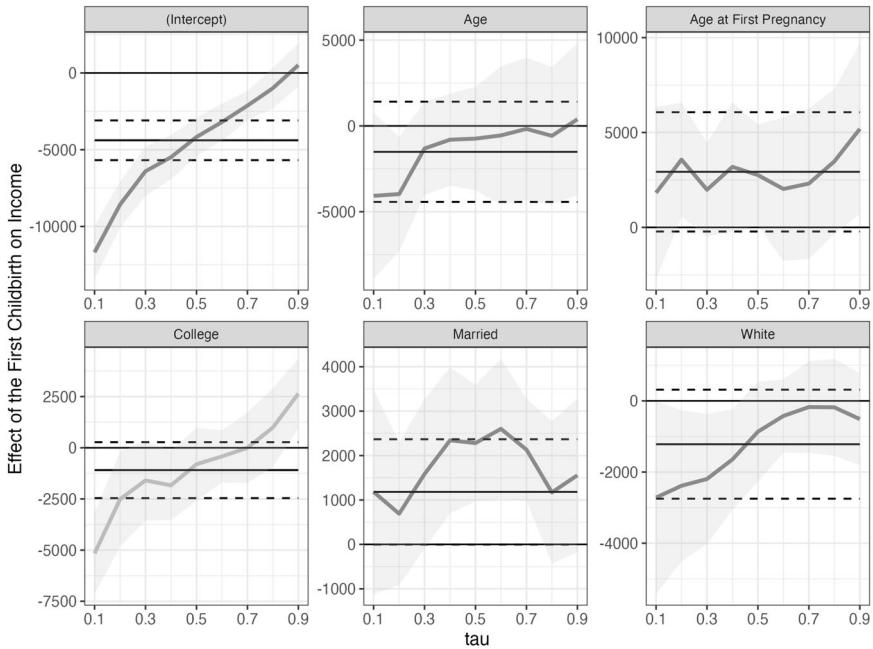 (Intercept)
Age
Age at First Pregnancy
0
-5000
-10000
5000
0
-5000
10000
5000
0
0.1 0.3 0.5 0.7 0.9
0.1 0.3 0.5 0.7 0.9
0.1 0.3 0.5 0.7 0.9
Effect of the First Childbirth on Income
College
Married
White
2500
0
-2500
-5000
-7500
4000
3000
2000
1000
0
-1000
0
-2000
-4000
0.1 0.3 0.5 0.7 0.9
0.1 0.3 0.5 0.7 0.9
0.1 0.3 0.5 0.7 0.9
tau